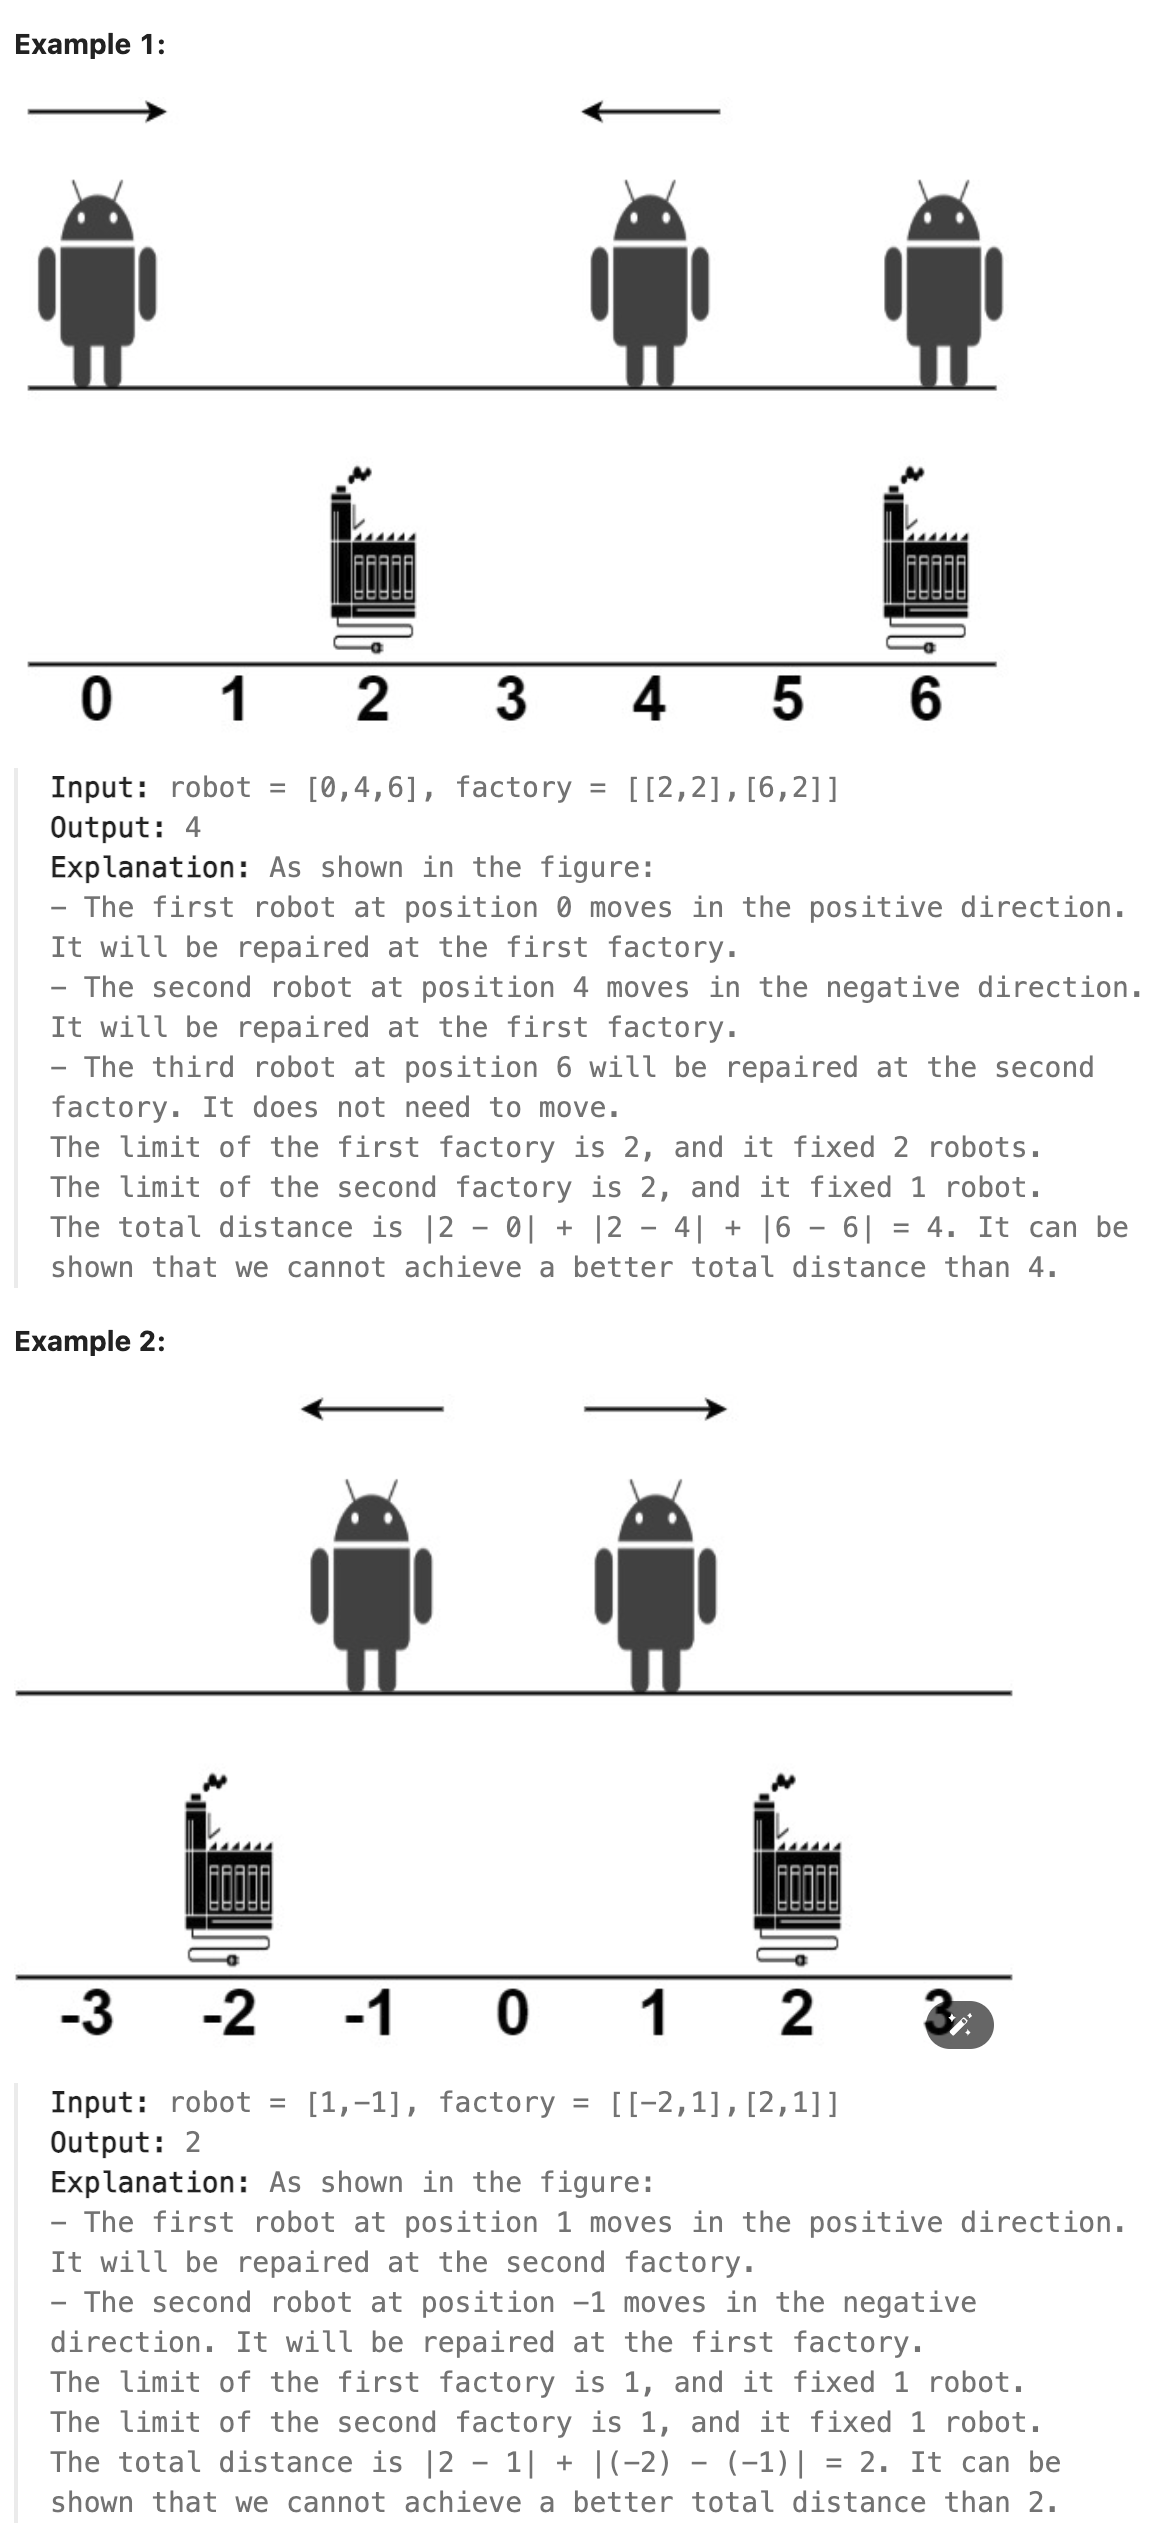 Example 1:
0 1 2 3 4 5 6
Input: robot = [0,4,6], factory = [[2,2],[6,2]]
Output: 4
Explanation: As shown in the figure:
– The first robot at position 0 moves in the positive direction.
It will be repaired at the first factory.
– The second robot at position 4 moves in the negative direction.
It will be repaired at the first factory.
– The third robot at position 6 will be repaired at the second
factory. It does not need to move.
The limit of the first factory is 2, and it fixed 2 robots.
The limit of the second factory is 2, and it fixed 1 robot.
The total distance is |2 – 0| + |2 – 4| + |6 – 6| = 4. It can be
shown that we cannot achieve a better total distance than 4.
Example 2:
-3 -2 -1 0 1 2 3
Input: robot = [1,–1], factory = [[–2,1],[2,1]]
Output: 2
Explanation: As shown in the figure:
– The first robot at position 1 moves in the positive direction.
It will be repaired at the second factory.
– The second robot at position –1 moves in the negative
direction. It will be repaired at the first factory.
The limit of the first factory is 1, and it fixed 1 robot.
The limit of the second factory is 1, and it fixed 1 robot.
The total distance is |2 – 1| + |(–2) – (–1)| = 2. It can be
shown that we cannot achieve a better total distance than 2.